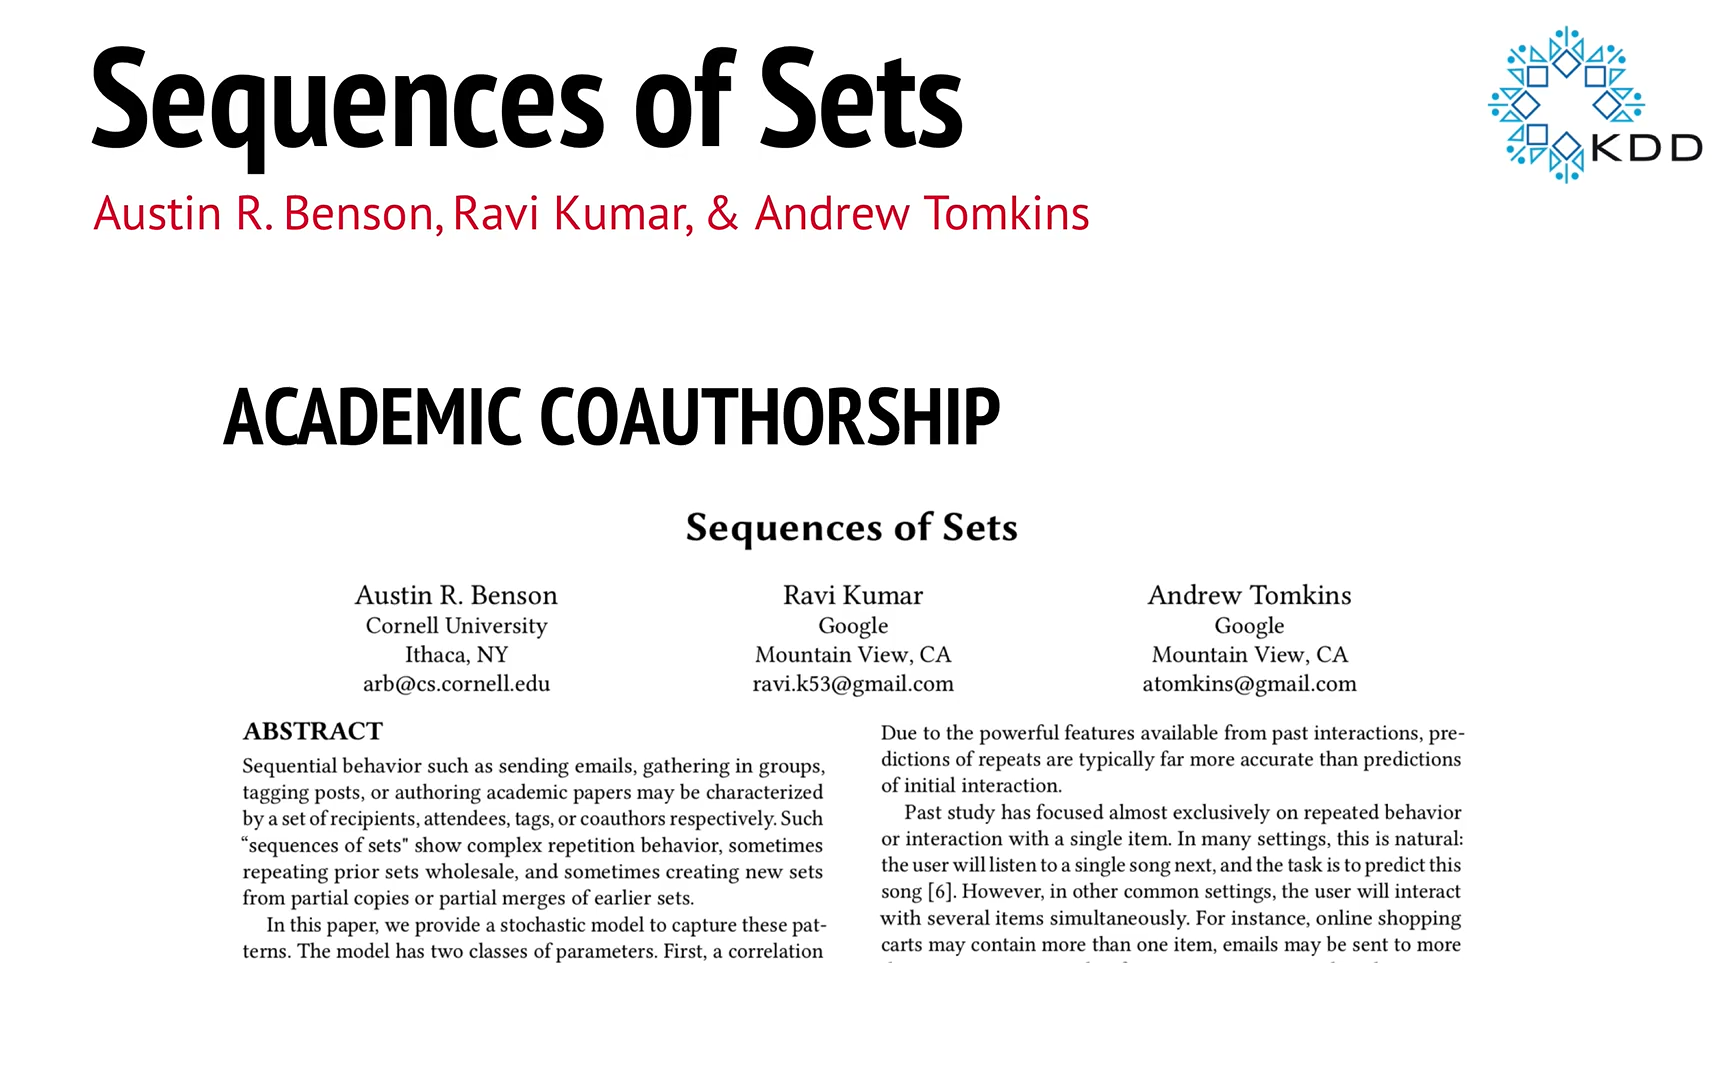 Sequences of Sets
KDD
Austin R. Benson, Ravi Kumar, & Andrew Tomkins
ACADEMIC COAUTHORSHIP
Sequences of Sets
Austin R. Benson
Cornell University
Ithaca, NY
arb@cs.cornell.edu
Ravi Kumar
Google
Mountain View, CA
ravi.k53@gmail.com
Andrew Tomkins
Google
Mountain View, CA
atomkins@gmail.com
ABSTRACT
Sequential behavior such as sending emails, gathering in groups,
tagging posts, or authoring academic papers may be characterized
by a set of recipients, attendees, tags, or coauthors respectively. Such
“sequences of sets" show complex repetition behavior, sometimes
repeating prior sets wholesale, and sometimes creating new sets
from partial copies or partial merges of earlier sets.
In this paper, we provide a stochastic model to capture these pat-
terns. The model has two classes of parameters. First, a correlation
Due to the powerful features available from past interactions, pre-
dictions of repeats are typically far more accurate than predictions
of initial interaction.
Past study has focused almost exclusively on repeated behavior
or interaction with a single item. In many settings, this is natural:
the user will listen to a single song next, and the task is to predict this
song [6]. However, in other common settings, the user will interact
with several items simultaneously. For instance, online shopping
carts may contain more than one item, emails may be sent to more